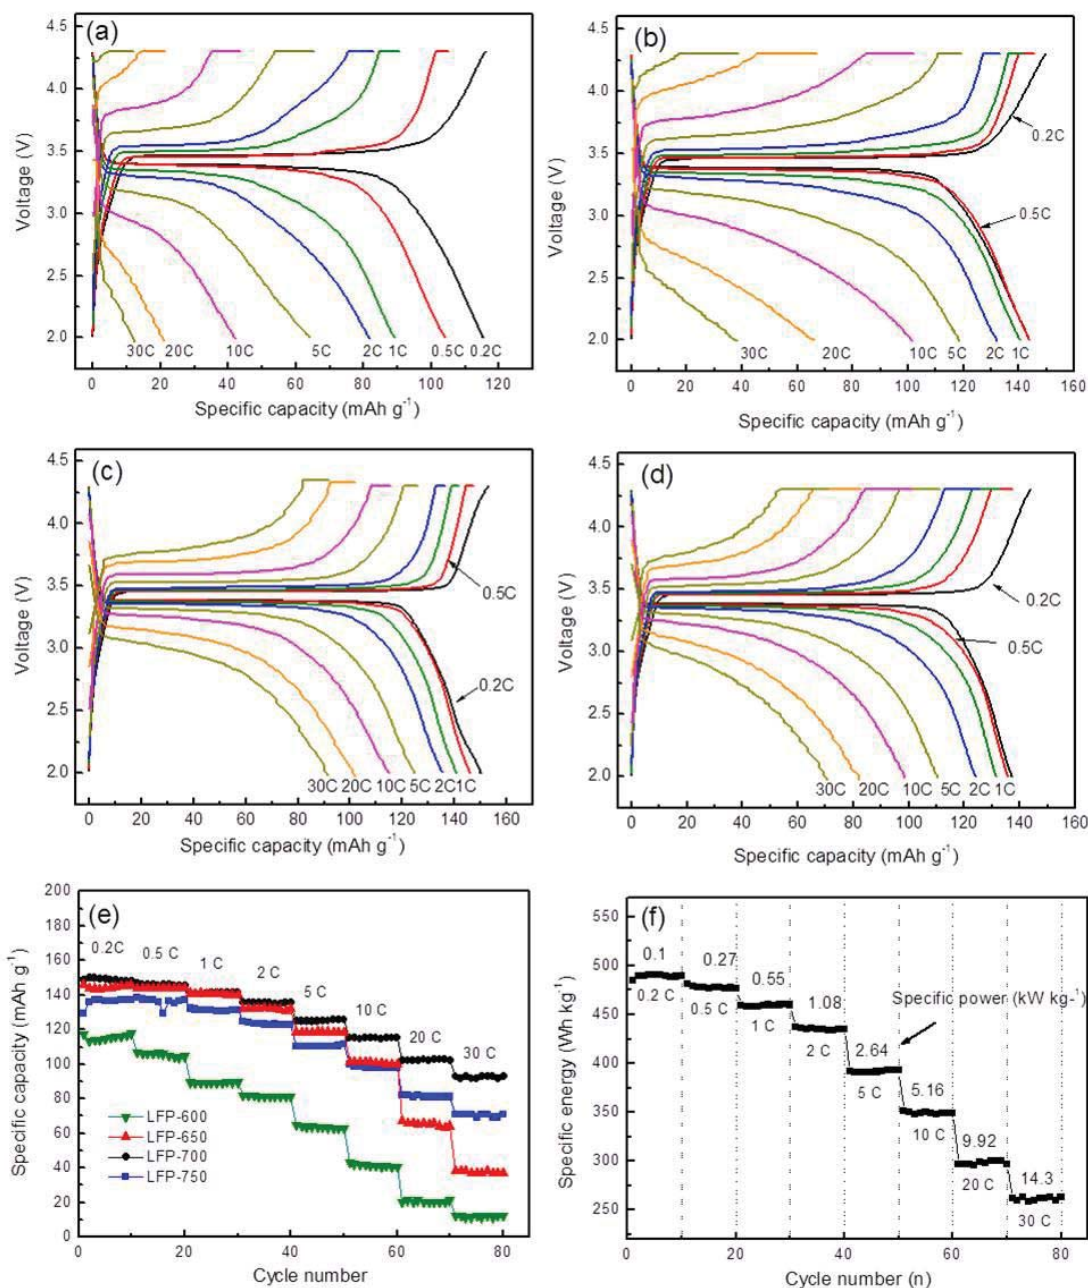 (a)
4.5
4.0
3.5
3.0
2.5
2.0
Voltage (V)
30C 20C 10C 5C 2C 1C 0.5C 0.2C
0 20 40 60 80 100 120 140
Specific capacity (mAh g⁻¹)
(b)
4.5
4.0
3.5
3.0
2.5
2.0
Voltage (V)
0.2C
0.5C
30C 20C 10C 5C 2C 1C
0 20 40 60 80 100 120 140 160
Specific capacity (mAh g⁻¹)
(c)
4.5
4.0
3.5
3.0
2.5
2.0
Voltage (V)
0.5C
0.2C
30C 20C 10C 5C 2C 1C
0 20 40 60 80 100 120 140 160
Specific capacity (mAh g⁻¹)
(d)
4.5
4.0
3.5
3.0
2.5
2.0
Voltage (V)
0.2C
0.5C
30C 20C 10C 5C 2C 1C
0 20 40 60 80 100 120 140 160
Specific capacity (mAh g⁻¹)
(e)
200
180
160
140
120
100
80
60
40
20
0
Specific capacity (mAh g⁻¹)
0.2C 0.5 C 1 C 2 C 5 C 10 C 20 C 30 C
LFP-600
LFP-650
LFP-700
LFP-750
0 20 40 60 80
Cycle number
(f)
550
500
450
400
350
300
250
Specific energy (Wh kg⁻¹)
0.1 0.27 0.55 1.08 2.64 5.16 9.92 14.3
0.2 C 0.5 C 1 C 2 C 5 C 10 C 20 C 30 C
Specific power (kW kg⁻¹)
0 20 40 60 80
Cycle number (n)